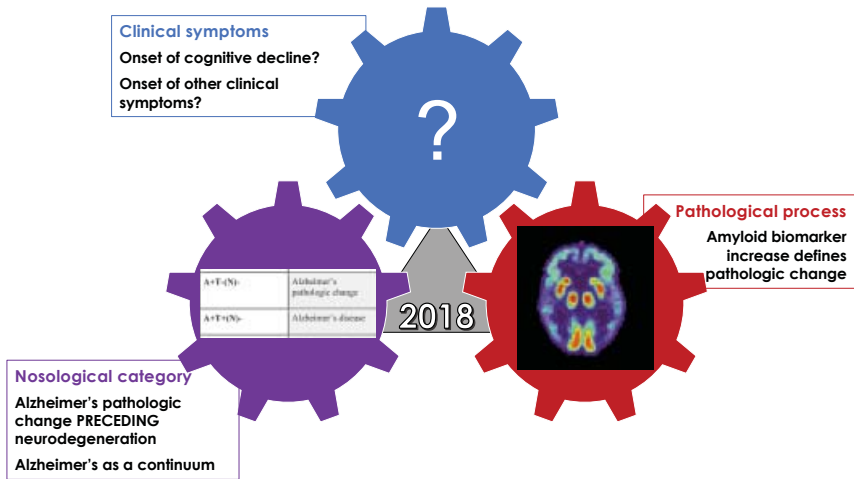 Clinical symptoms
Onset of cognitive decline?
Onset of other clinical
symptoms?
?
Pathological process
Amyloid biomarker
increase defines
pathologic change
A+T-(N)-
Alzheimer's
pathologic change
A+T+(N)-
Alzheimer's disease
2018
Nosological category
Alzheimer's pathologic
change PRECEDING
neurodegeneration
Alzheimer's as a continuum